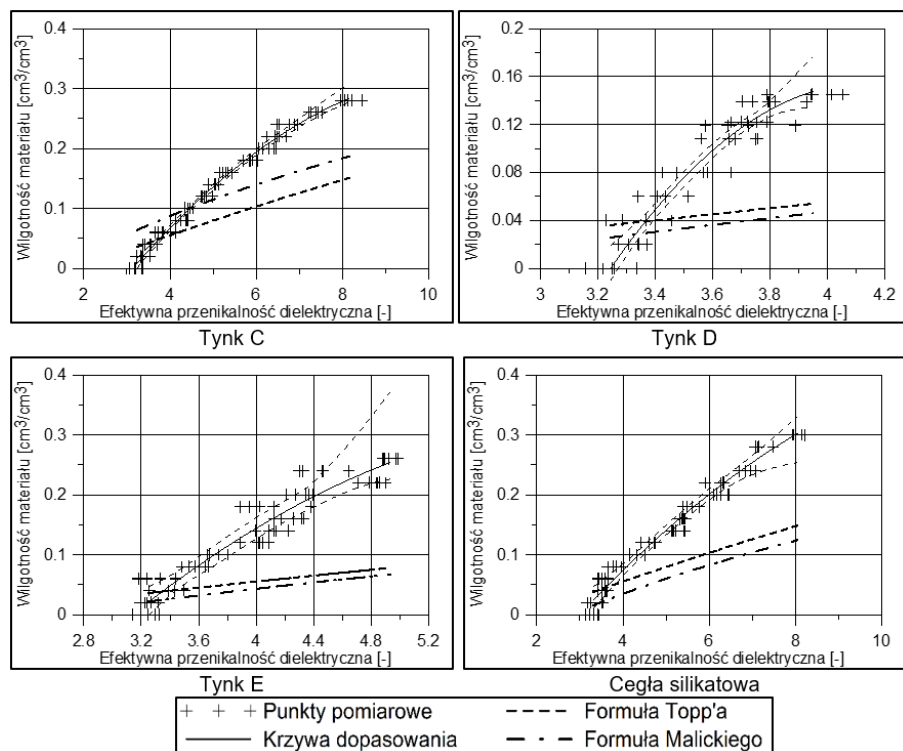 0.4
0.3
0.2
0.1
0
Wilgotność materiału [cm3/cm3]
2 4 6 8 10
Efektywna przenikalność dielektryczna [-]
Tynk C
0.2
0.16
0.12
0.08
0.04
0
Wilgotność materiału [cm3/cm3]
3 3.2 3.4 3.6 3.8 4 4.2
Efektywna przenikalność dielektryczna [-]
Tynk D
0.4
0.3
0.2
0.1
0
Wilgotność materiału [cm3/cm3]
2.8 3.2 3.6 4 4.4 4.8 5.2
Efektywna przenikalność dielektryczna [-]
Tynk E
0.4
0.3
0.2
0.1
0
Wilgotność materiału [cm3/cm3]
2 4 6 8 10
Efektywna przenikalność dielektryczna [-]
Cegła silikatowa
Punkty pomiarowe
Formuła Topp'a
Krzywa dopasowania
Formuła Malickiego